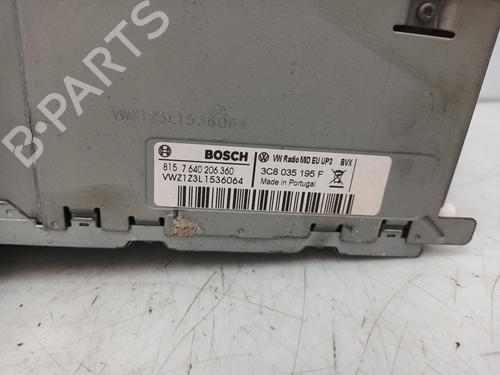 VWZ1Z3L1536064
BOSCH
VW Radio MID EU UP3 BVX
815 7 640 206 360
3C8 035 195 F
VWZ1Z3L1536064
Made in Portugal